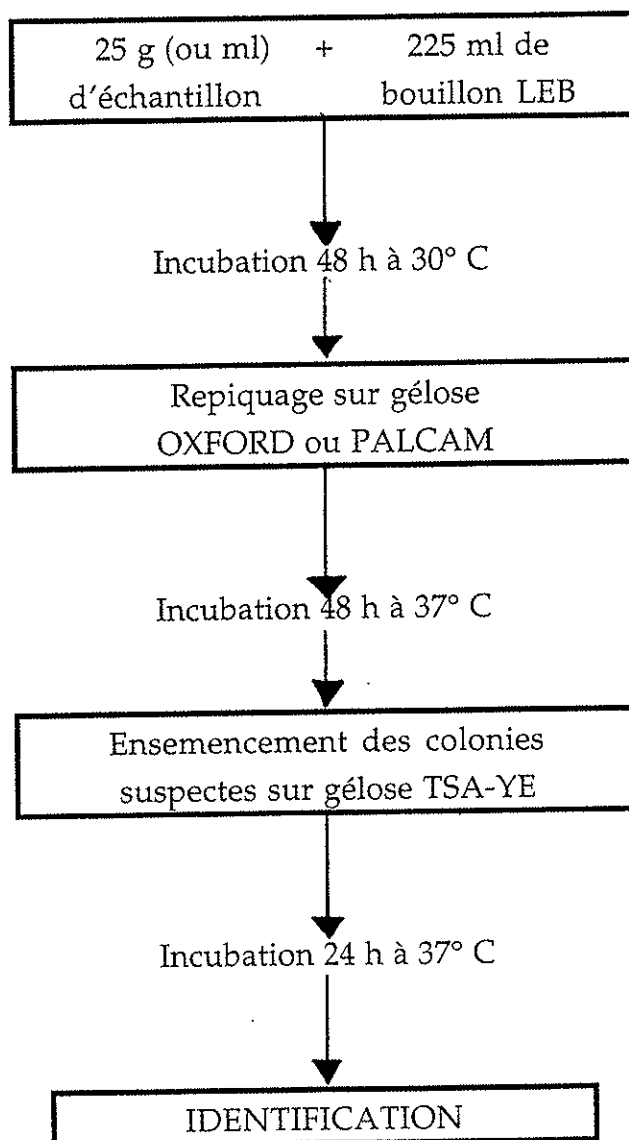 25 g (ou ml) + 225 ml de
d'échantillon bouillon LEB
Incubation 48 h à 30° C
Repiquage sur gélose
OXFORD ou PALCAM
Incubation 48 h à 37° C
Ensemencement des colonies
suspectes sur gélose TSA-YE
Incubation 24 h à 37° C
IDENTIFICATION